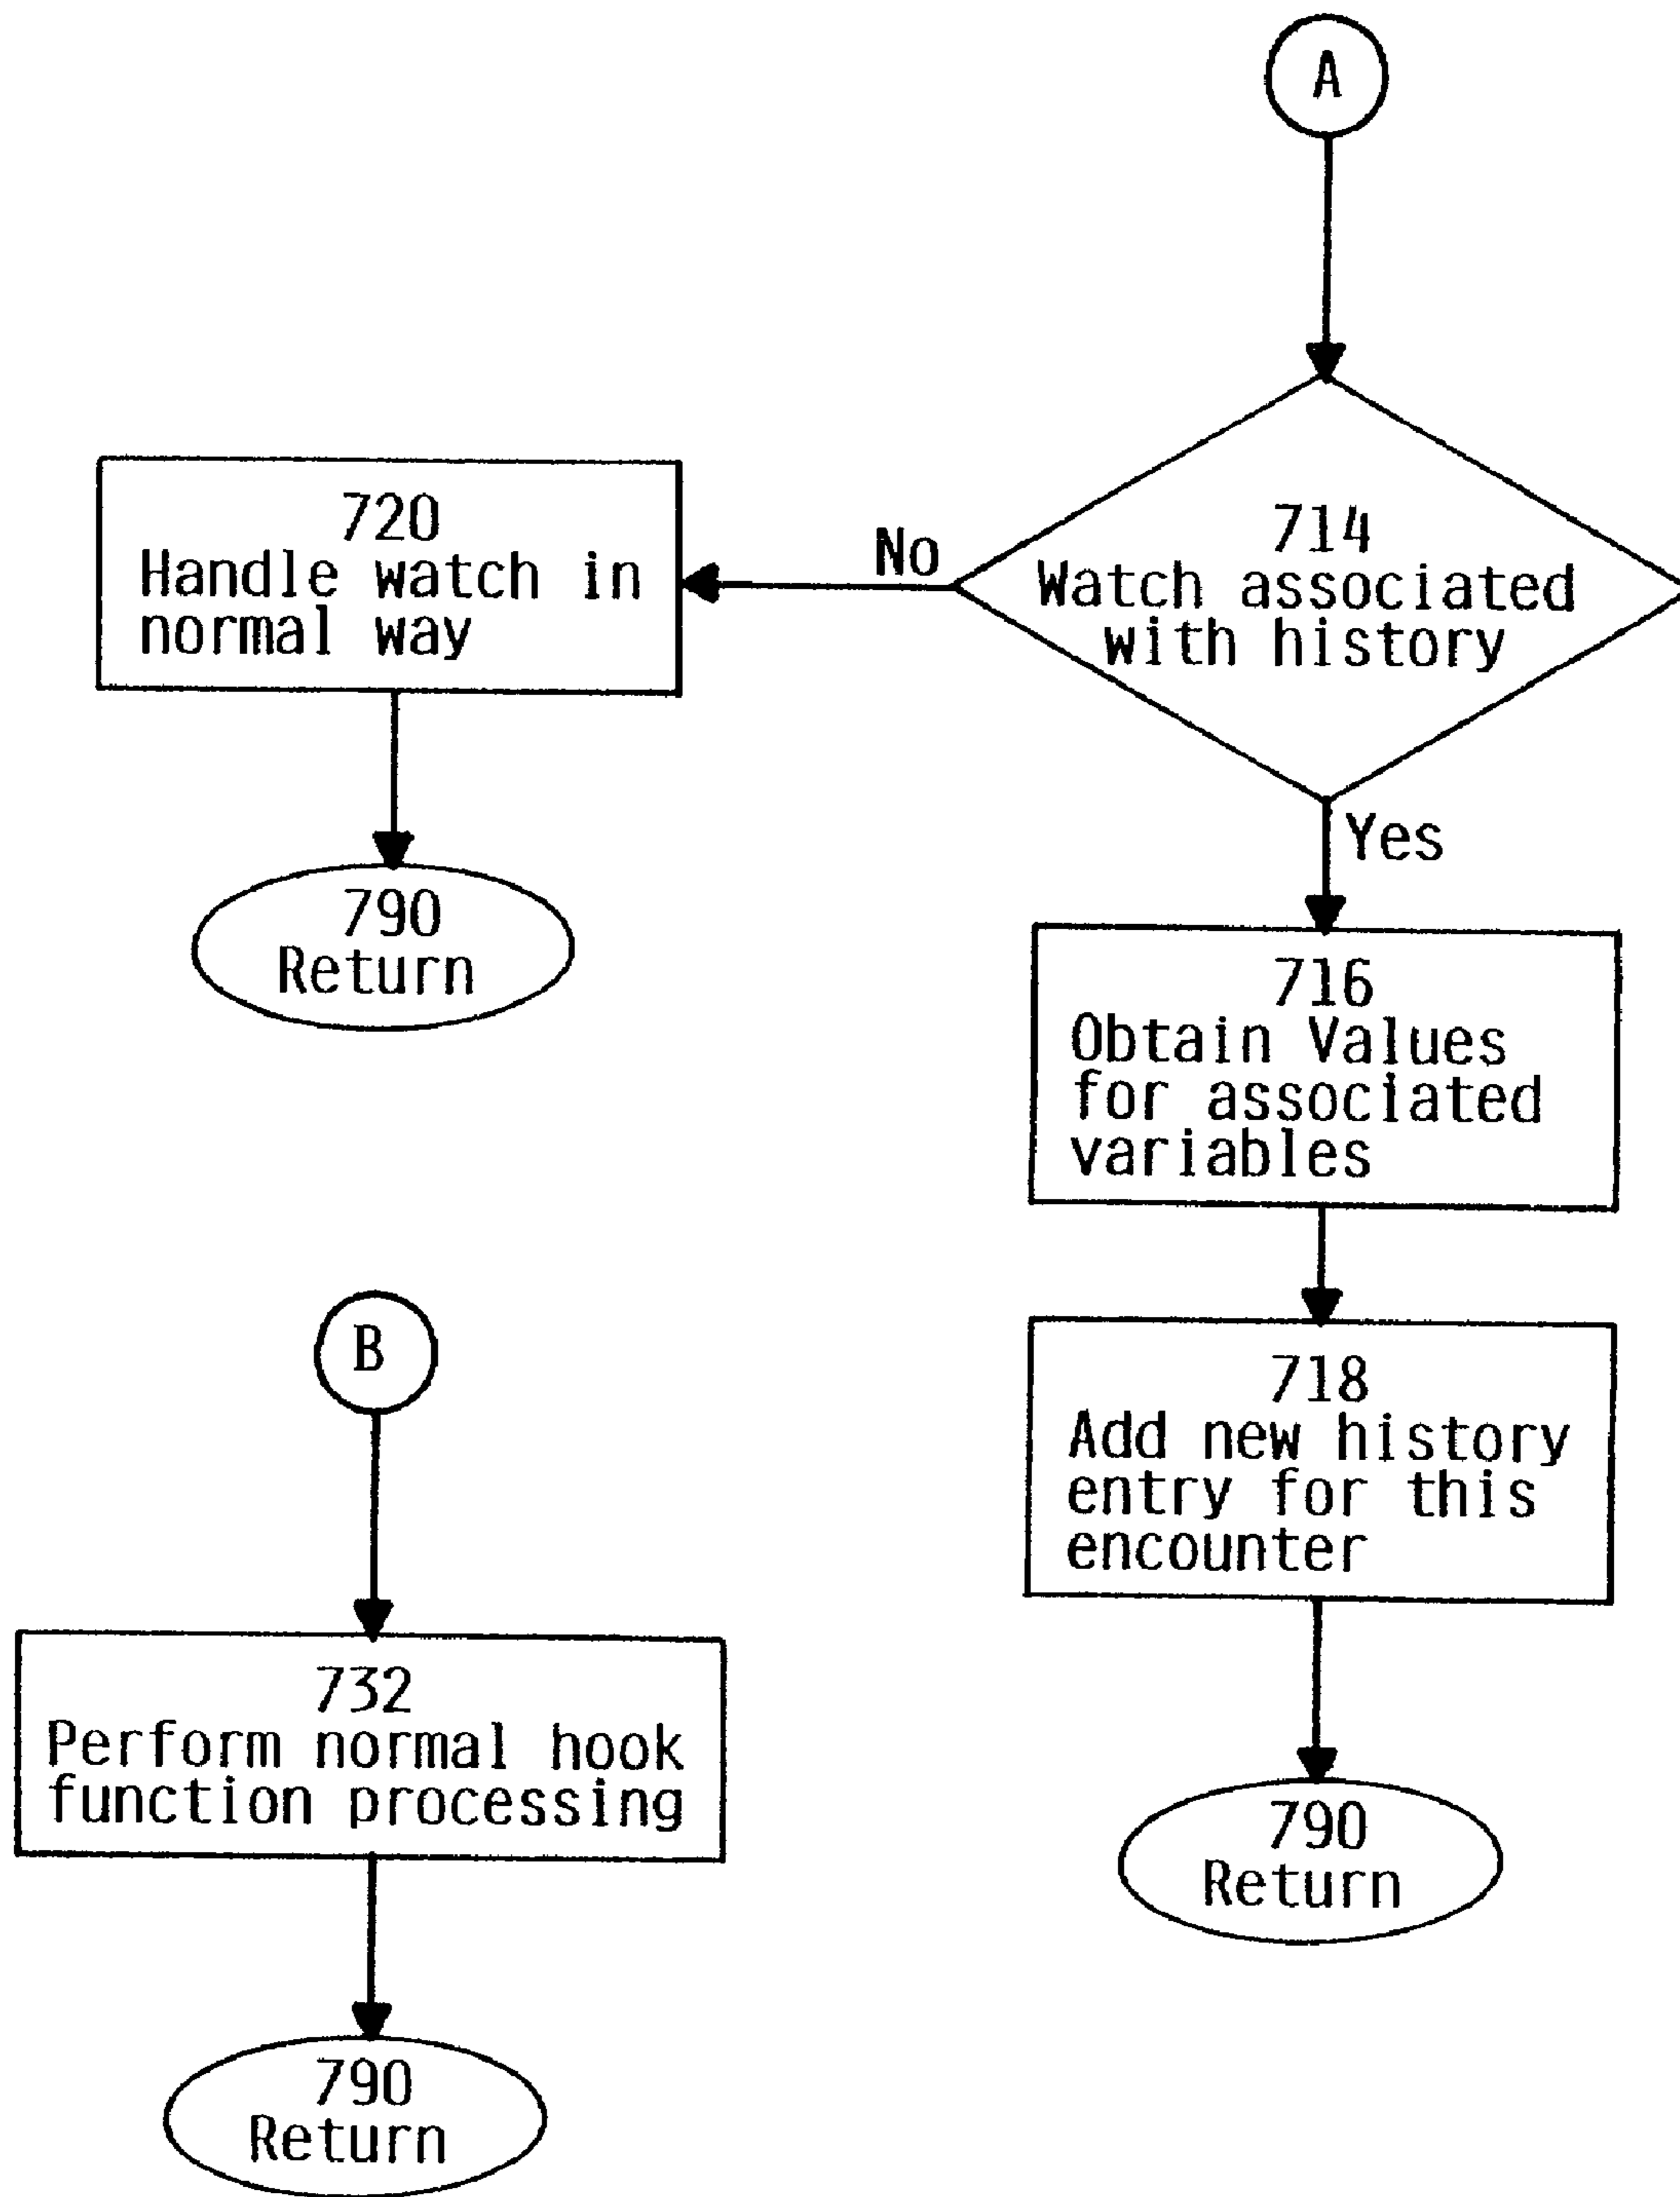 A
714
Watch associated
with history
No
720
Handle watch in
normal way
790
Return
Yes
716
Obtain Values
for associated
variables
718
Add new history
entry for this
encounter
790
Return
B
732
Perform normal hook
function processing
790
Return